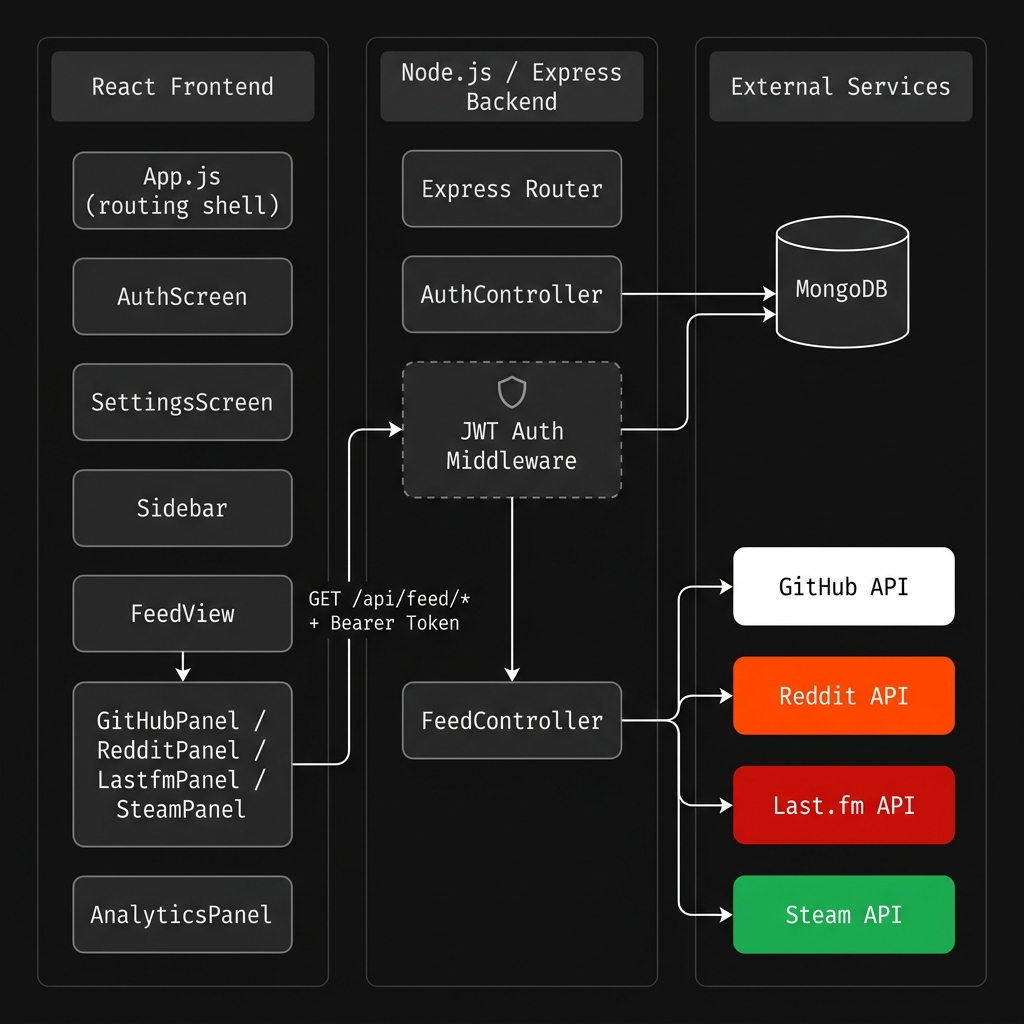 React Frontend
App.js
(routing shell)
AuthScreen
SettingsScreen
Sidebar
FeedView
GitHubPanel /
RedditPanel /
LastfmPanel /
SteamPanel
AnalyticsPanel
GET /api/feed/*
+ Bearer Token
Node.js / Express
Backend
Express Router
AuthController
JWT Auth
Middleware
FeedController
External Services
MongoDB
GitHub API
Reddit API
Last.fm API
Steam API